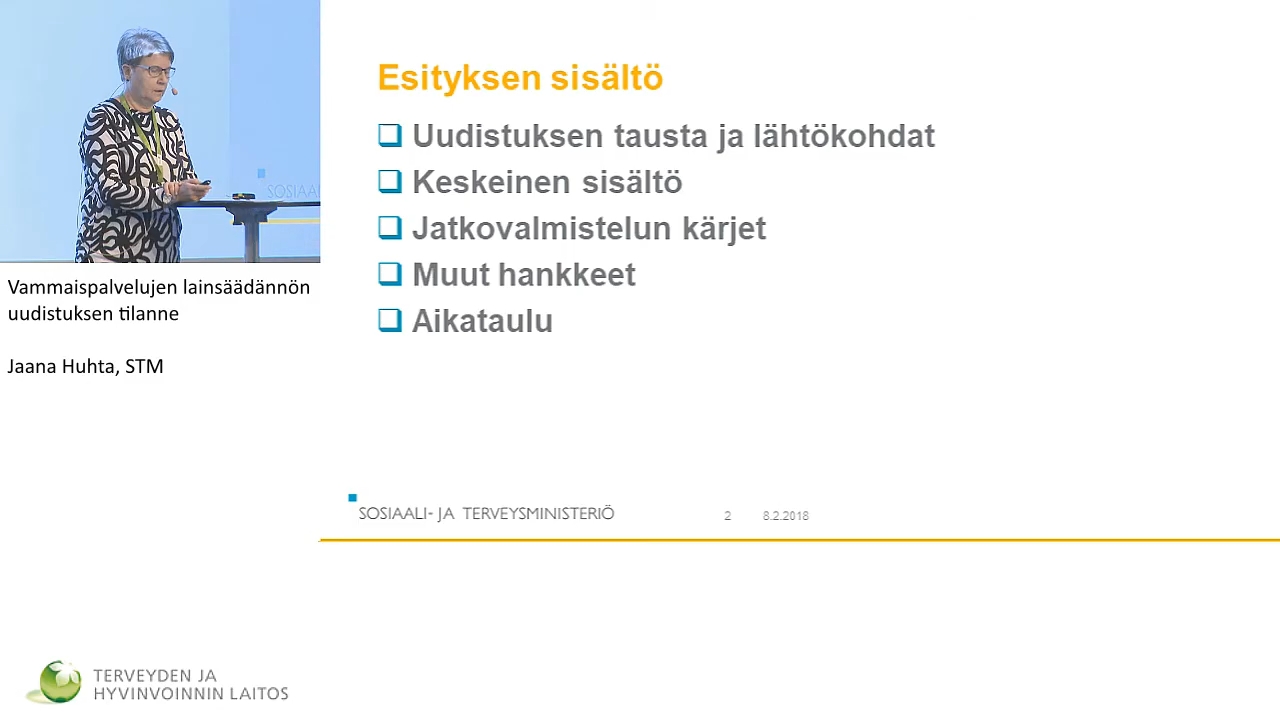 SOSIAAL
Vammaispalvelujen lainsäädännön
uudistuksen tilanne
Jaana Huhta, STM
Esityksen sisältö
Uudistuksen tausta ja lähtökohdat
Keskeinen sisältö
Jatkovalmistelun kärjet
Muut hankkeet
Aikataulu
SOSIAALI- JA TERVEYSMINISTERIÖ
2 8.2.2018
TERVEYDEN JA
HYVINVOINNIN LAITOS